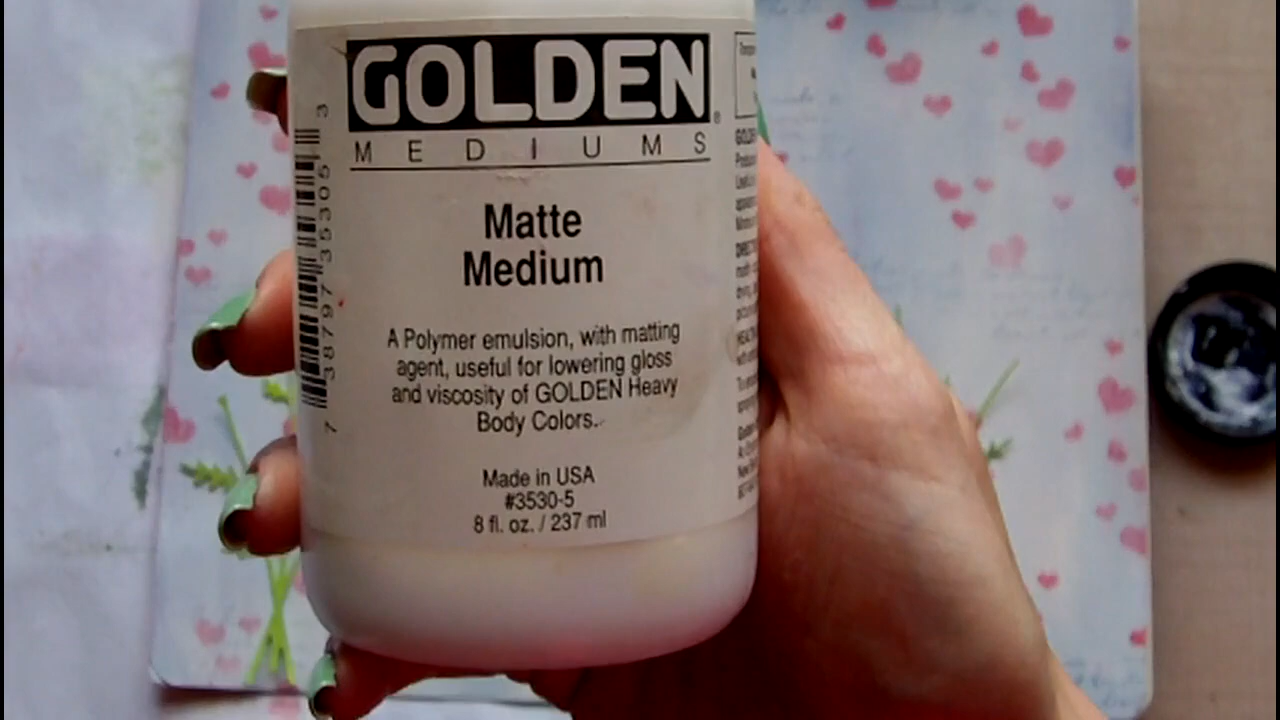 GOLDEN
MEDIUMS
Matte
Medium
A Polymer emulsion, with matting
agent, useful for lowering gloss
and viscosity of GOLDEN Heavy
Body Colors.
Made in USA
#3530-5
8 fl. oz. / 237 ml
7 38797 35305 3